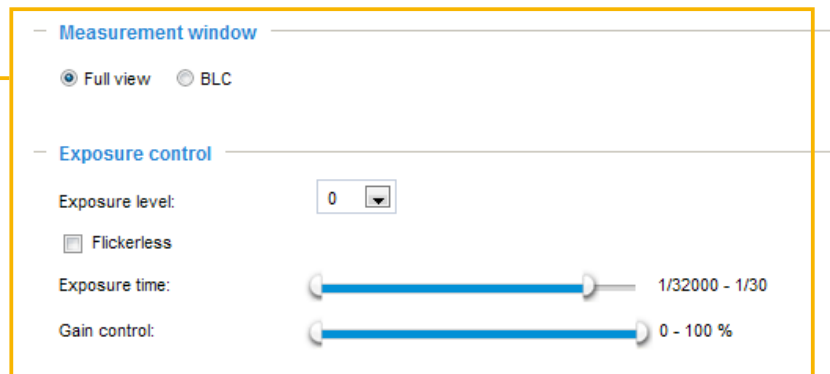 Measurement window
Full view BLC
Exposure control
Exposure level: 0
Flickerless
Exposure time: 1/32000 - 1/30
Gain control: 0 - 100 %